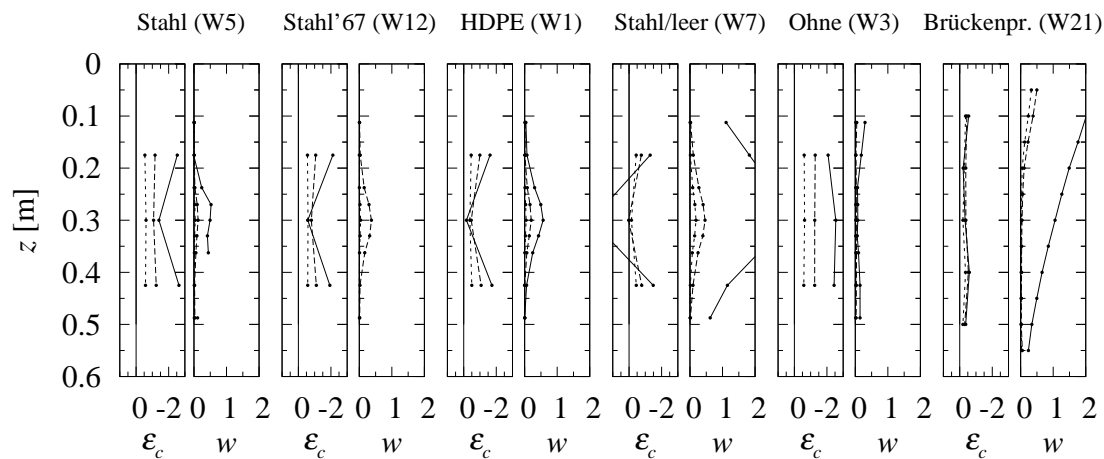 Stahl (W5) Stahl’67 (W12) HDPE (W1) Stahl/leer (W7) Ohne (W3) Brückenpr. (W21)
0
0.1
0.2
0.3
0.4
0.5
0.6
z [m]
0 -2 0 1 2 0 -2 0 1 2 0 -2 0 1 2 0 -2 0 1 2 0 -2 0 1 2 0 -2 0 1 2
εc w εc w εc w εc w εc w εc w